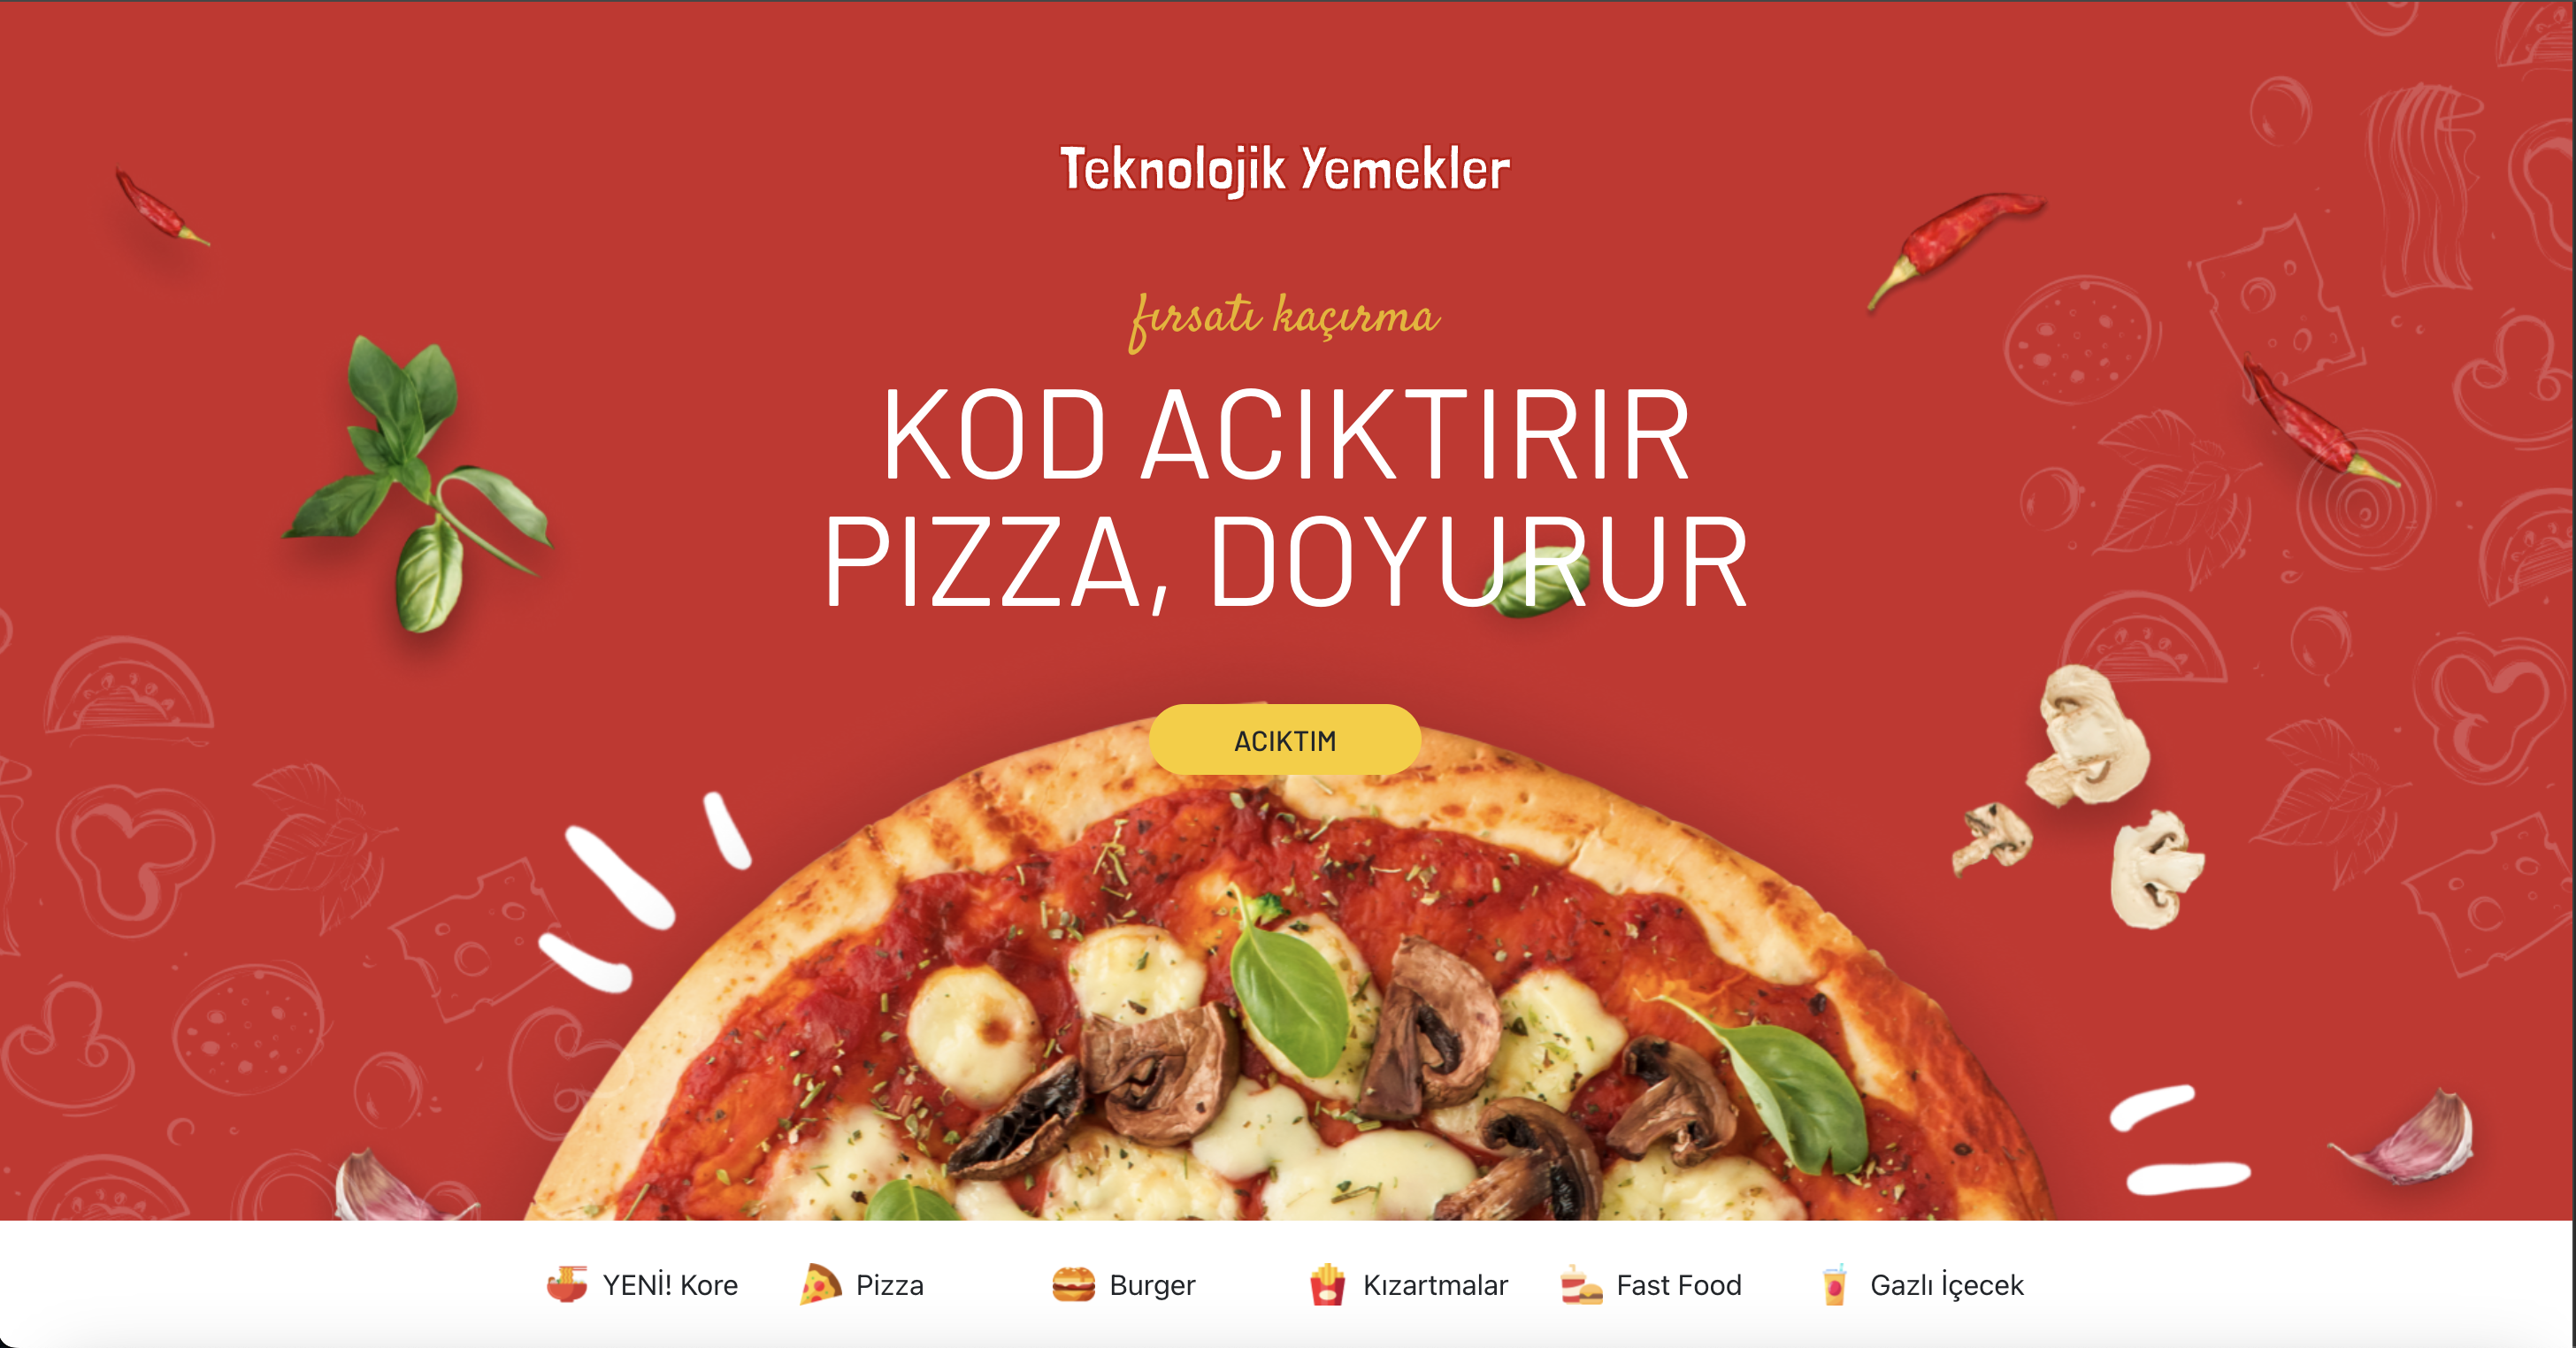 Teknolojik Yemekler
fırsatı kaçırma
KOD ACIKTIRIR
PIZZA, DOYURUR
ACIKTIM
YENİ! Kore
Pizza
Burger
Kızartmalar
Fast Food
Gazlı İçecek